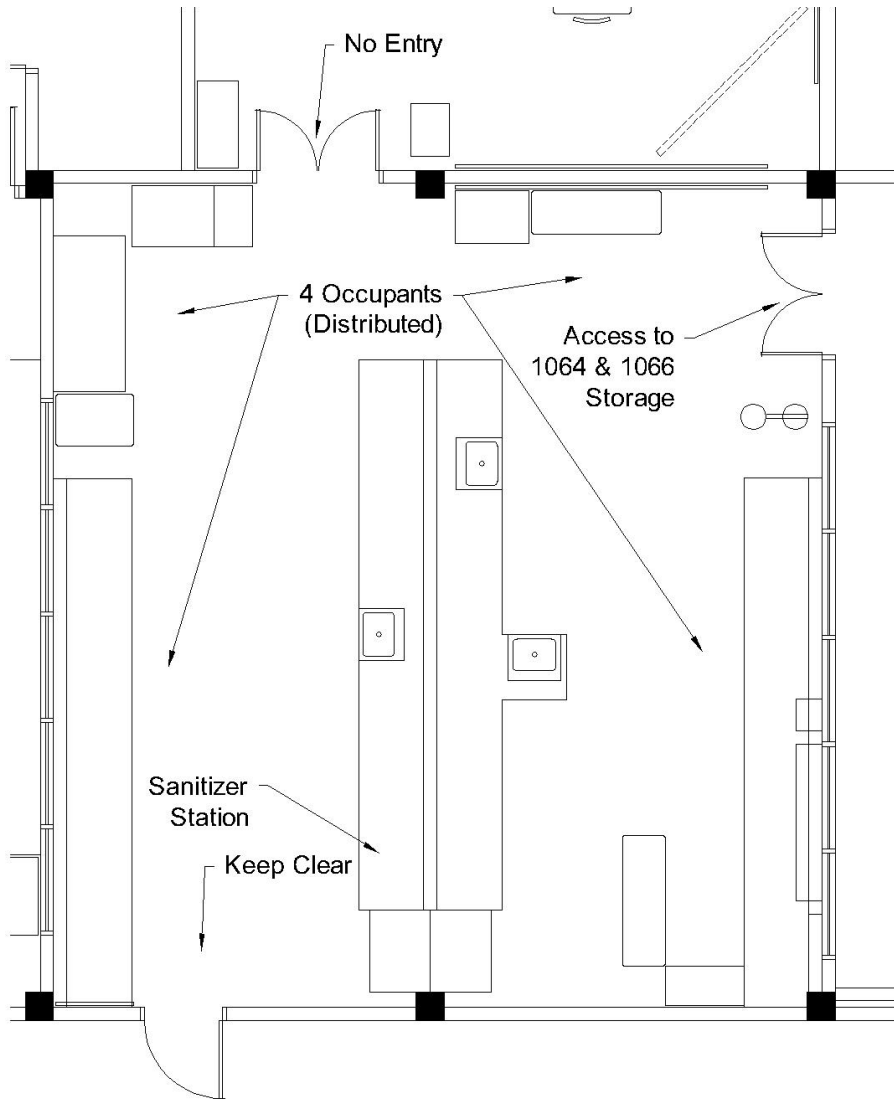 No Entry
4 Occupants
(Distributed)
Access to
1064 & 1066
Storage
Sanitizer
Station
Keep Clear